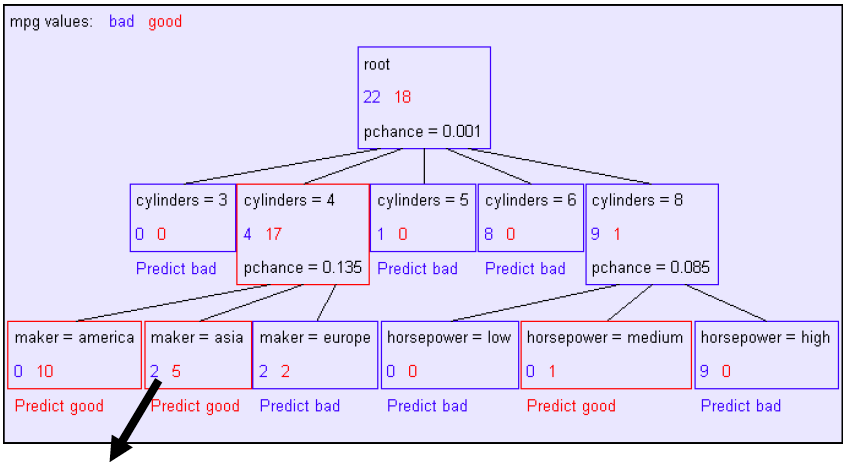 mpg values: bad good
root
22 18
pchance = 0.001
cylinders = 3
0 0
Predict bad
cylinders = 4
4 17
pchance = 0.135
cylinders = 5
1 0
Predict bad
cylinders = 6
8 0
Predict bad
cylinders = 8
9 1
pchance = 0.085
maker = america
0 10
Predict good
maker = asia
2 5
Predict good
maker = europe
2 2
Predict bad
horsepower = low
0 0
Predict bad
horsepower = medium
0 1
Predict good
horsepower = high
9 0
Predict bad